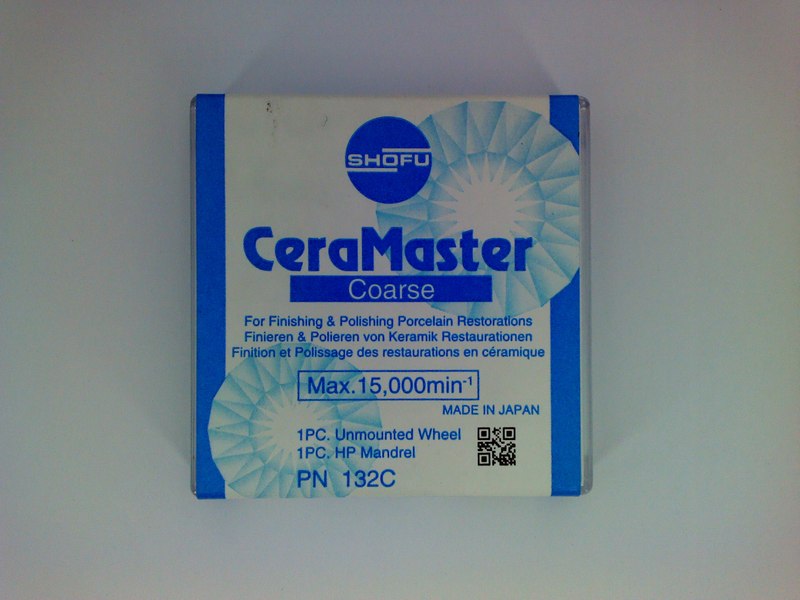 SHOFU
CeraMaster
Coarse
For Finishing & Polishing Porcelain Restorations
Finieren & Polieren von Keramik Restaurationen
Finition et Polissage des restaurations en céramique
Max.15,000min⁻¹
MADE IN JAPAN
1PC. Unmounted Wheel
1PC. HP Mandrel
PN 132C